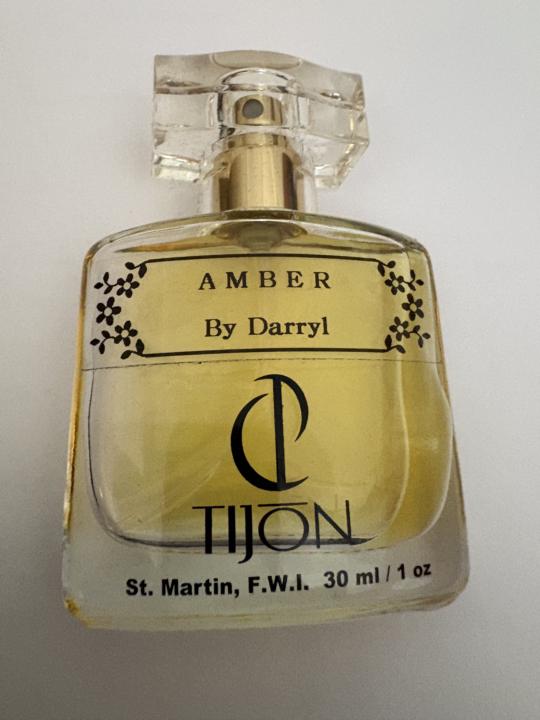 AMBER
By Darryl
TIJŌN
St. Martin, F.W.I. 30 ml / 1 oz